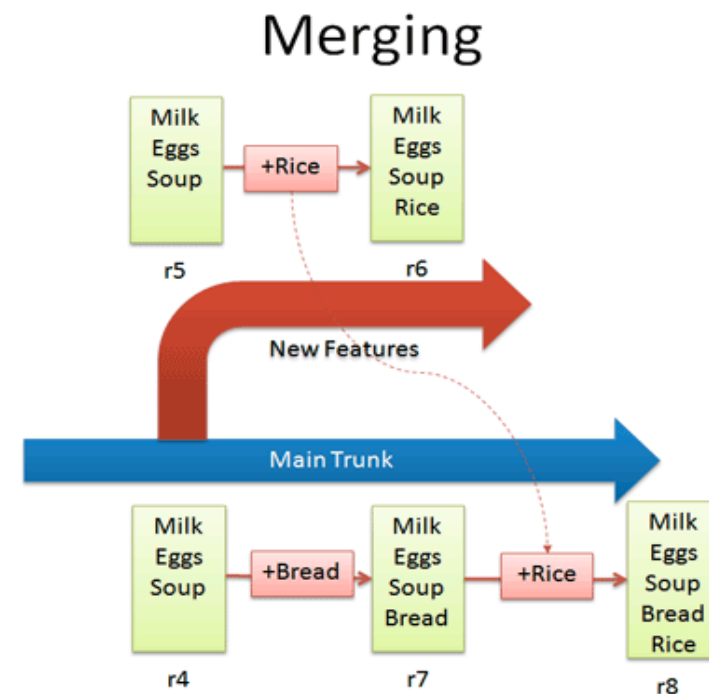 Merging
Milk
Eggs
Soup
+Rice
Milk
Eggs
Soup
Rice
r5
r6
New Features
Main Trunk
Milk
Eggs
Soup
+Bread
Milk
Eggs
Soup
Bread
+Rice
Milk
Eggs
Soup
Bread
Rice
r4
r7
r8